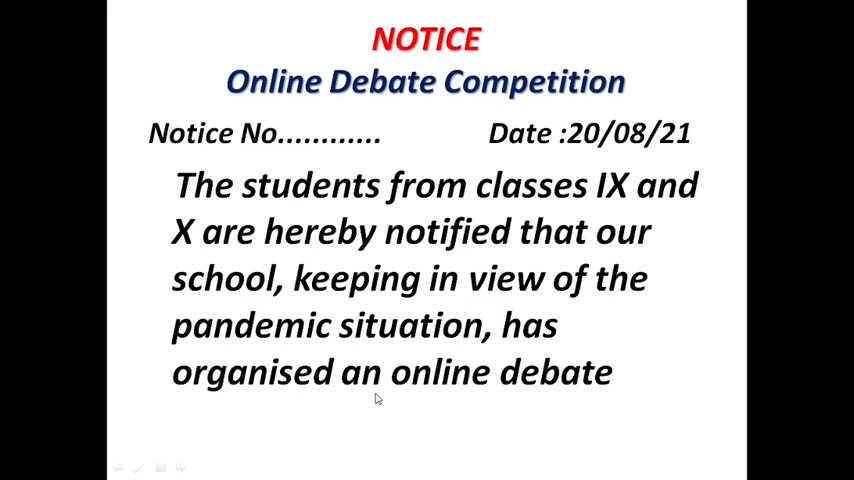 NOTICE
Online Debate Competition
Notice No............ Date :20/08/21
The students from classes IX and
X are hereby notified that our
school, keeping in view of the
pandemic situation, has
organised an online debate